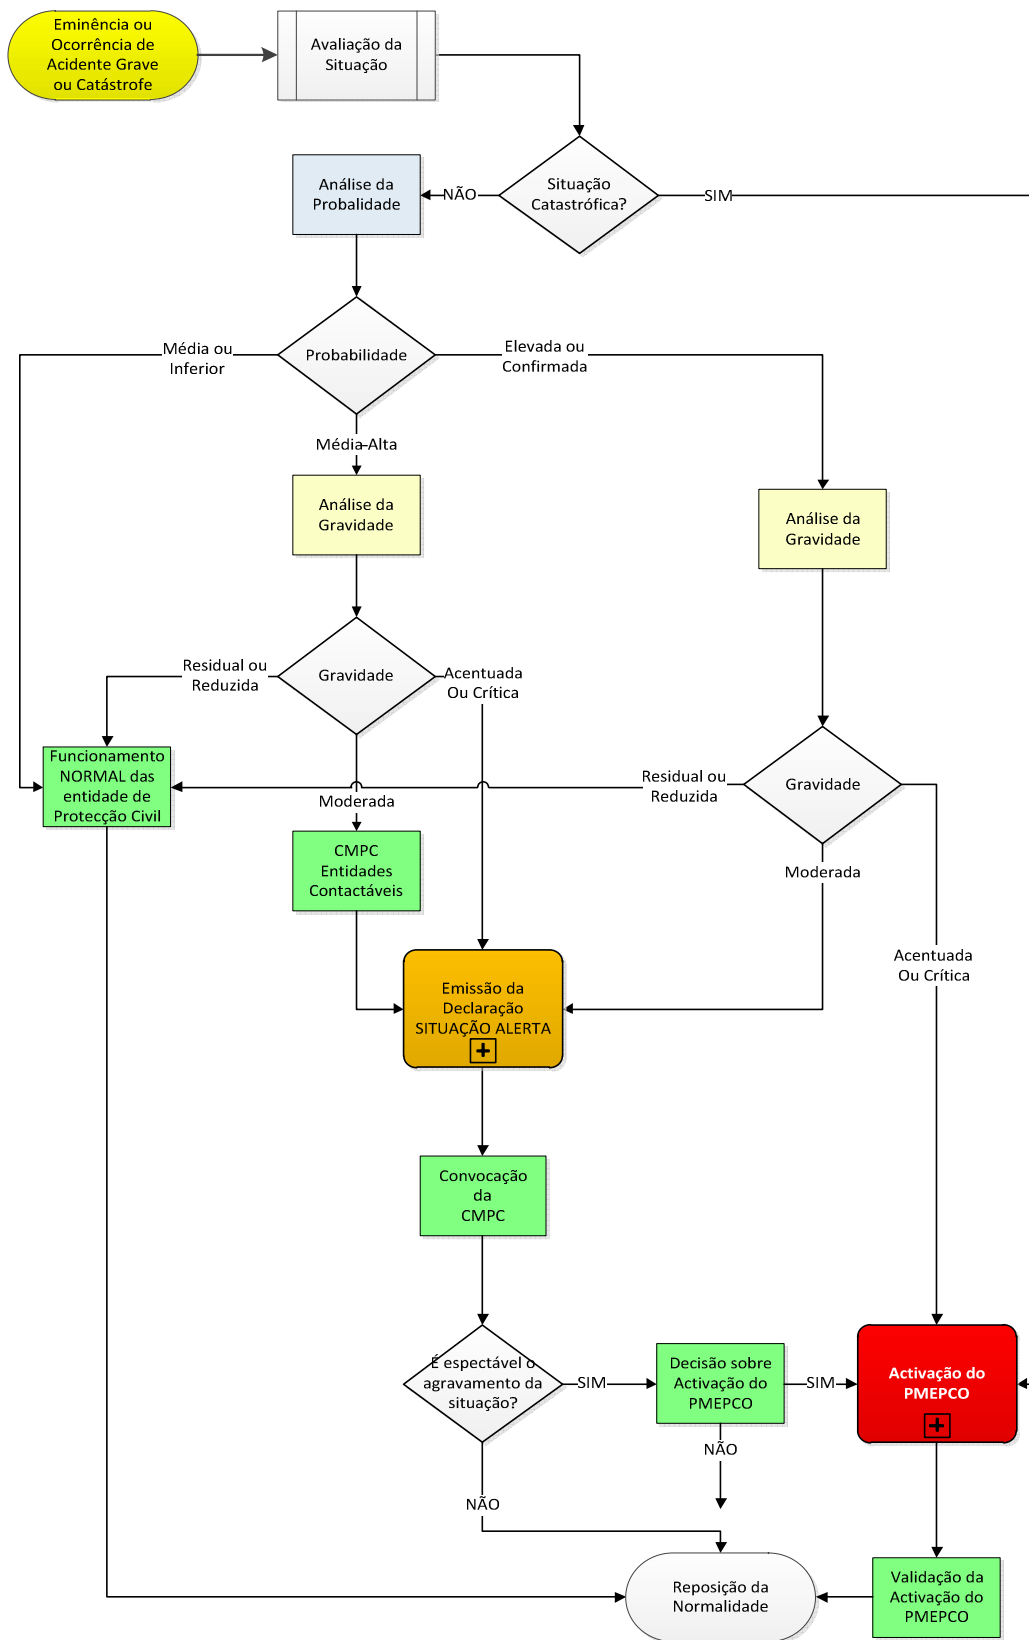 Eminência ou
Ocorrência de
Acidente Grave
ou Catástrofe
Avaliação da
Situação
Situação
Catastrófica?
NÃO
SIM
Análise da
Probalidade
Probabilidade
Média ou
Inferior
Elevada ou
Confirmada
Média-Alta
Análise da
Gravidade
Análise da
Gravidade
Gravidade
Residual ou
Reduzida
Acentuada
Ou Crítica
Moderada
Funcionamento
NORMAL das
entidade de
Protecção Civil
Gravidade
Residual ou
Reduzida
Moderada
Acentuada
Ou Crítica
CMPC
Entidades
Contactáveis
Emissão da
Declaração
SITUAÇÃO ALERTA
Convocação
da
CMPC
É espectável o
agravamento da
situação?
SIM
NÃO
Decisão sobre
Activação do
PMEPCO
SIM
NÃO
Activação do
PMEPCO
Validação da
Activação do
PMEPCO
Reposição da
Normalidade